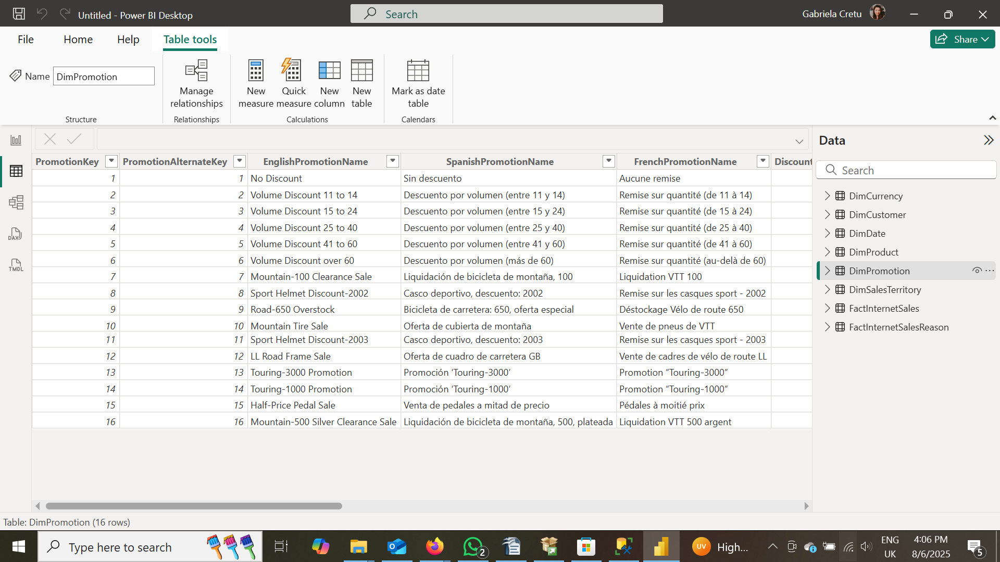 Untitled - Power BI Desktop
Search
Gabriela Cretu
File Home Help Table tools
Share
Name DimPromotion
Manage relationships
New measure
Quick measure
New column
New table
Mark as date table
Structure Relationships Calculations Calendars
PromotionKey PromotionAlternateKey EnglishPromotionName SpanishPromotionName FrenchPromotionName Discount
1 1 No Discount Sin descuento Aucune remise
2 2 Volume Discount 11 to 14 Descuento por volumen (entre 11 y 14) Remise sur quantité (de 11 à 14)
3 3 Volume Discount 15 to 24 Descuento por volumen (entre 15 y 24) Remise sur quantité (de 15 à 24)
4 4 Volume Discount 25 to 40 Descuento por volumen (entre 25 y 40) Remise sur quantité (de 25 à 40)
5 5 Volume Discount 41 to 60 Descuento por volumen (entre 41 y 60) Remise sur quantité (de 41 à 60)
6 6 Volume Discount over 60 Descuento por volumen (más de 60) Remise sur quantité (au-delà de 60)
7 7 Mountain-100 Clearance Sale Liquidación de bicicleta de montaña, 100 Liquidation VTT 100
8 8 Sport Helmet Discount-2002 Casco deportivo, descuento: 2002 Remise sur les casques sport - 2002
9 9 Road-650 Overstock Bicicleta de carretera: 650, oferta especial Déstockage Vélo de route 650
10 10 Mountain Tire Sale Oferta de cubierta de montaña Vente de pneus de VTT
11 11 Sport Helmet Discount-2003 Casco deportivo, descuento: 2003 Remise sur les casques sport - 2003
12 12 LL Road Frame Sale Oferta de cuadro de carretera GB Vente de cadres de vélo de route LL
13 13 Touring-3000 Promotion Promoción ‘Touring-3000’ Promotion “Touring-3000”
14 14 Touring-1000 Promotion Promoción ‘Touring-1000’ Promotion “Touring-1000”
15 15 Half-Price Pedal Sale Venta de pedales a mitad de precio Pédales à moitié prix
16 16 Mountain-500 Silver Clearance Sale Liquidación de bicicleta de montaña, 500, plateada Liquidation VTT 500 argent
DAX
TMDL
Data
Search
DimCurrency
DimCustomer
DimDate
DimProduct
DimPromotion
DimSalesTerritory
FactInternetSales
FactInternetSalesReason
Table: DimPromotion (16 rows)
Type here to search
2
UV High...
ENG
UK
4:06 PM
8/6/2025
5